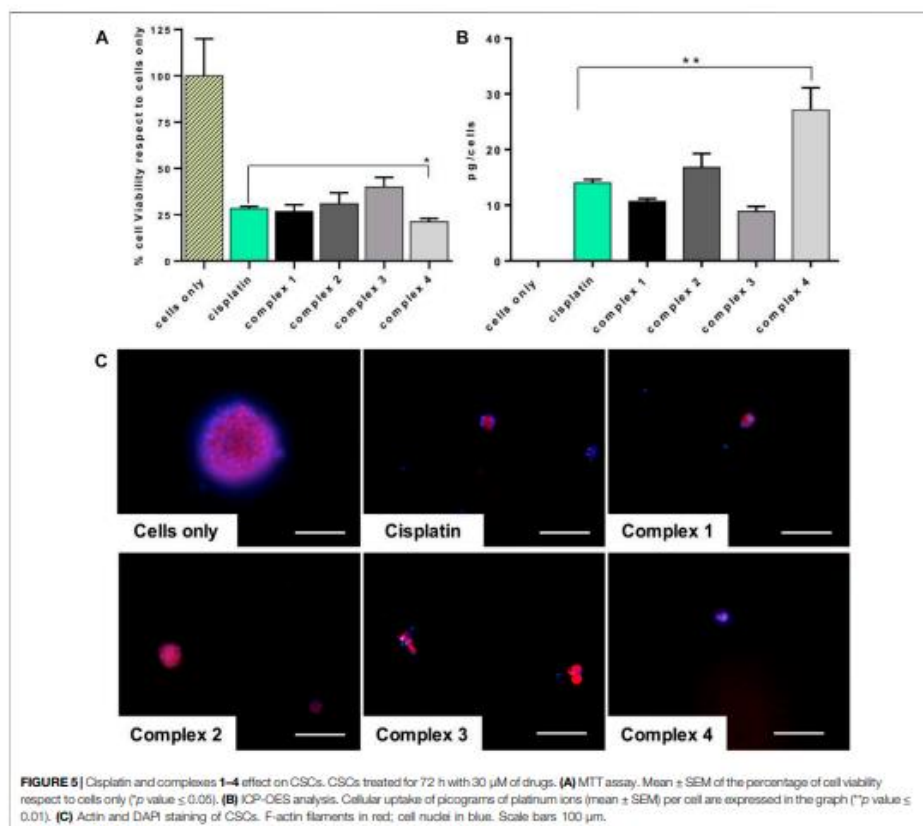 A
B
% cell Viability respect to cells only
125
100
75
50
25
0
*
cells only
cisplatin
complex 1
complex 2
complex 3
complex 4
pg/cells
40
30
20
10
0
**
cells only
cisplatin
complex 1
complex 2
complex 3
complex 4
C
Cells only
Cisplatin
Complex 1
Complex 2
Complex 3
Complex 4
FIGURE 5 | Cisplatin and complexes 1–4 effect on CSCs. CSCs treated for 72 h with 30 µM of drugs. (A) MTT assay. Mean ± SEM of the percentage of cell viability
respect to cells only (*p value ≤ 0.05). (B) ICP-OES analysis. Cellular uptake of picograms of platinum ions (mean ± SEM) per cell are expressed in the graph (**p value ≤
0.01). (C) Actin and DAPI staining of CSCs. F-actin filaments in red; cell nuclei in blue. Scale bars 100 µm.